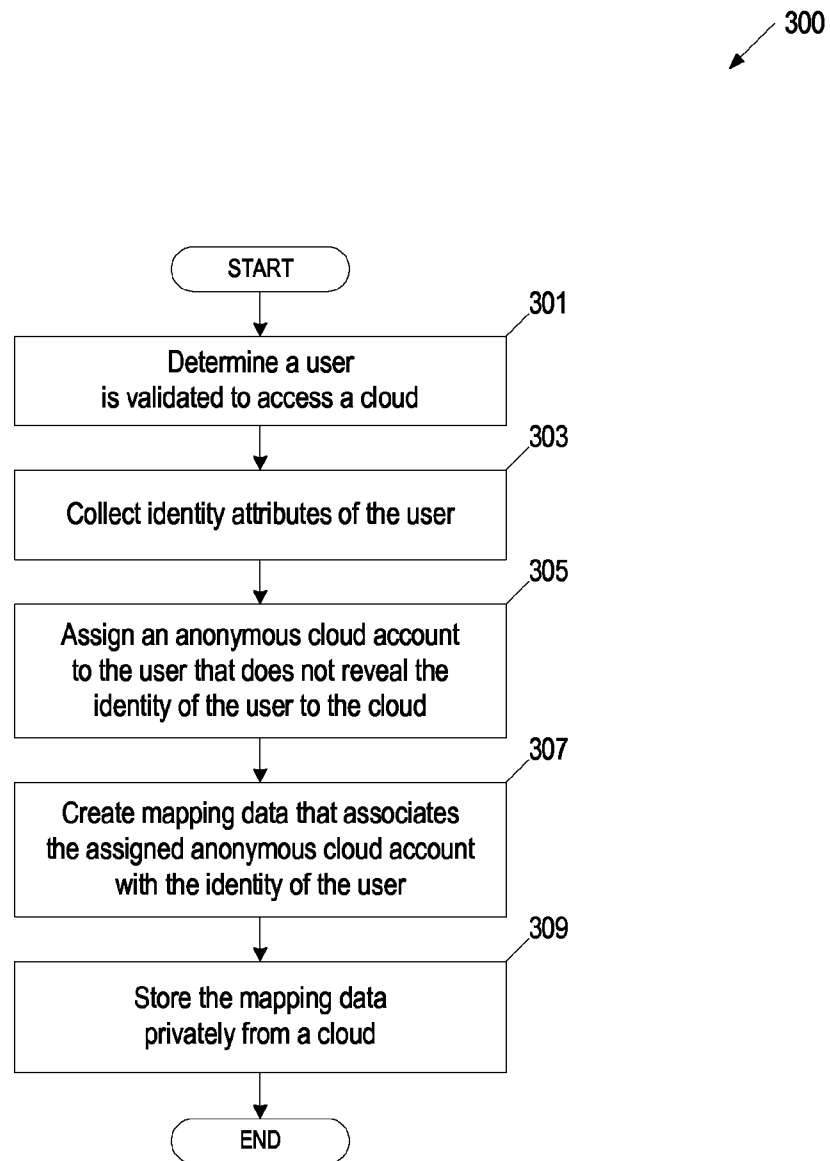 300
START
301
Determine a user
is validated to access a cloud
303
Collect identity attributes of the user
305
Assign an anonymous cloud account
to the user that does not reveal the
identity of the user to the cloud
307
Create mapping data that associates
the assigned anonymous cloud account
with the identity of the user
309
Store the mapping data
privately from a cloud
END